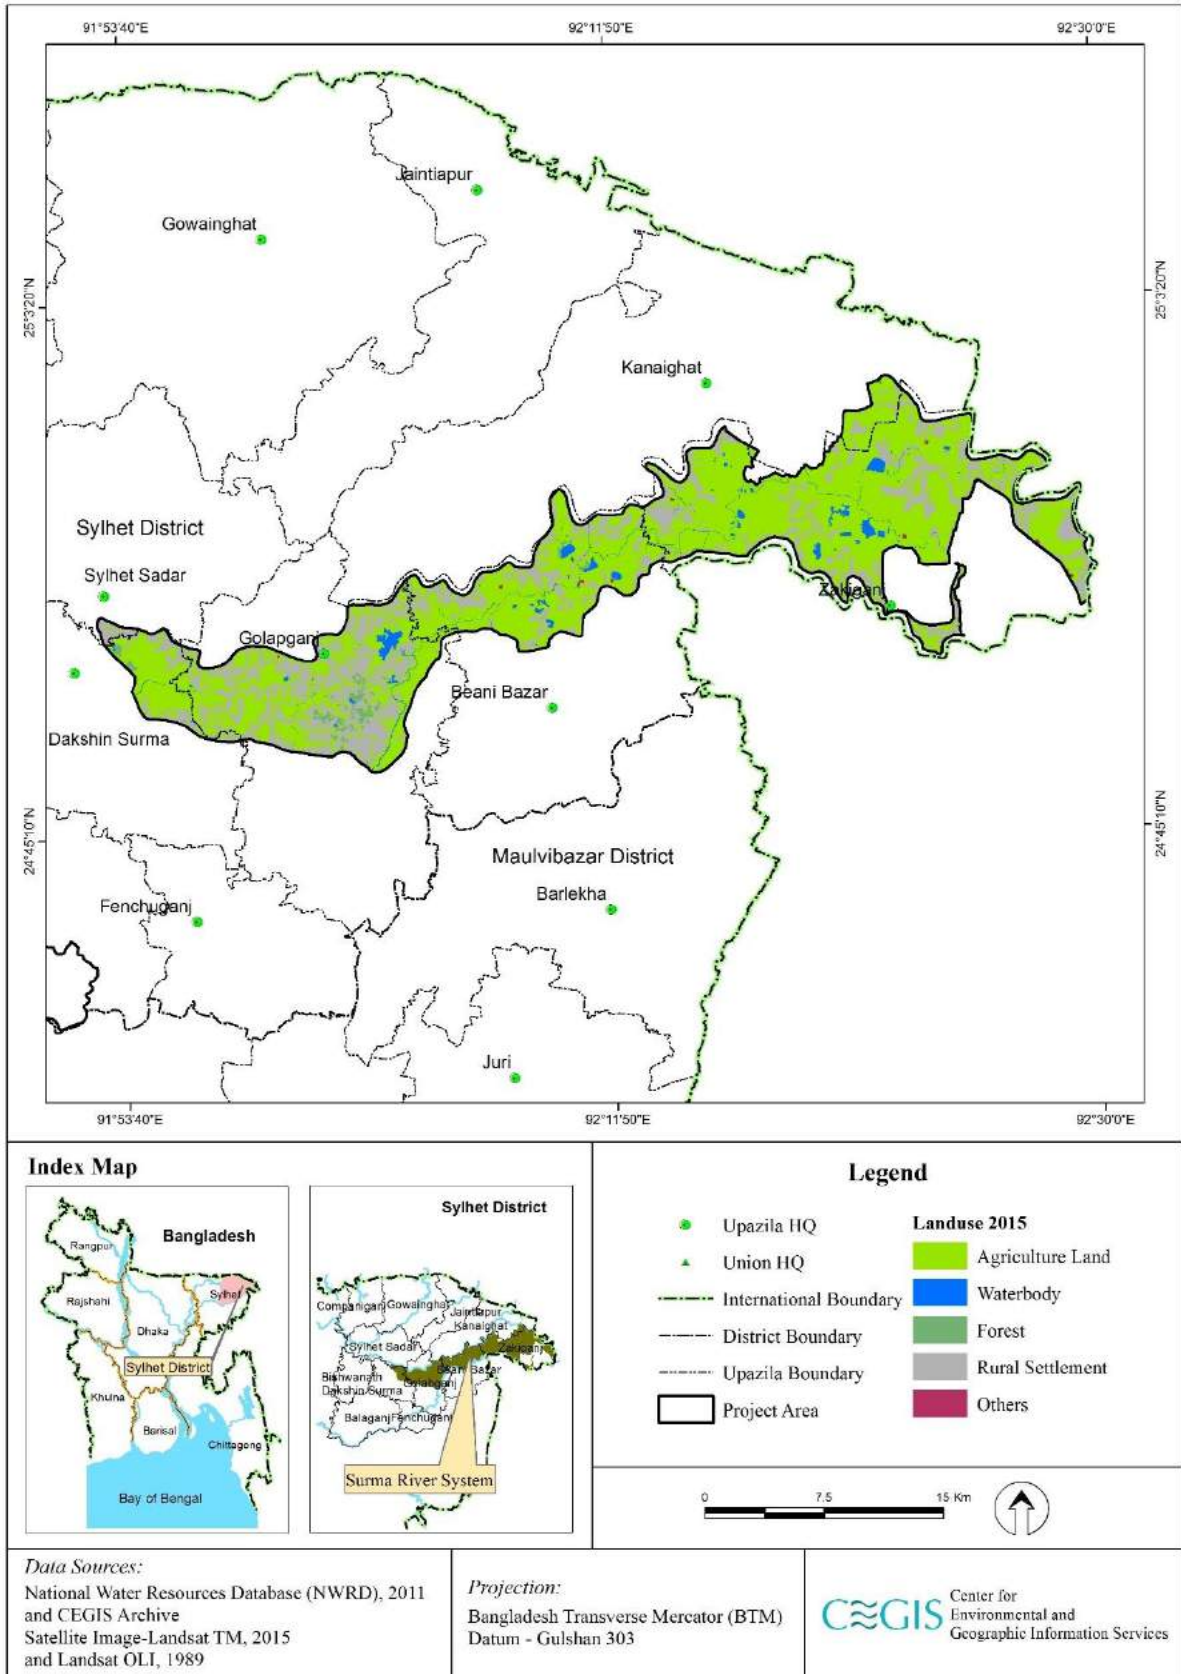 91°53'40"E 92°11'50"E 92°30'0"E
Jaintiapur
Gowainghat
25°3'20"N
25°3'20"N
Kanaighat
Sylhet District
Sylhet Sadar
Zakiganj
Golapganj
Beani Bazar
Dakshin Surma
24°45'10"N
24°45'10"N
Maulvibazar District
Barlekha
Fenchuganj
Juri
91°53'40"E 92°11'50"E 92°30'0"E
Index Map
Bangladesh
Rangpur
Rajshahi
Sylhet
Dhaka
Sylhet District
Khulna
Barisal
Chittagong
Bay of Bengal
Sylhet District
Companiganj
Gowainghat
Jaintiapur
Kanaighat
Sylhet Sadar
Zakiganj
Beani Bazar
Bishwanath
Golabganj
Dakshin Surma
Balaganj
Fenchuganj
Surma River System
Legend
Upazila HQ
Union HQ
International Boundary
District Boundary
Upazila Boundary
Project Area
Landuse 2015
Agriculture Land
Waterbody
Forest
Rural Settlement
Others
0 7.5 15 Km
Data Sources:
National Water Resources Database (NWRD), 2011
and CEGIS Archive
Satellite Image-Landsat TM, 2015
and Landsat OLI, 1989
Projection:
Bangladesh Transverse Mercator (BTM)
Datum - Gulshan 303
CEGIS
Center for
Environmental and
Geographic Information Services